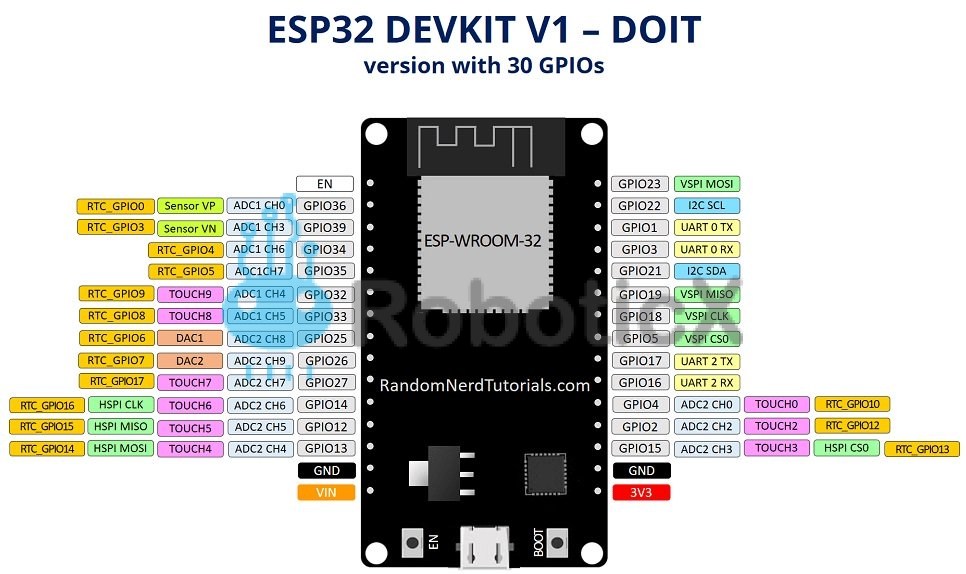 ESP32 DEVKIT V1 – DOIT
version with 30 GPIOs
EN
GPIO23 VSPI MOSI
RTC_GPIO0 Sensor VP ADC1 CH0 GPIO36
GPIO22 I2C SCL
RTC_GPIO3 Sensor VN ADC1 CH3 GPIO39
GPIO1 UART 0 TX
RTC_GPIO4 ADC1 CH6 GPIO34
ESP-WROOM-32
GPIO3 UART 0 RX
RTC_GPIO5 ADC1CH7 GPIO35
GPIO21 I2C SDA
RTC_GPIO9 TOUCH9 ADC1 CH4 GPIO32
GPIO19 VSPI MISO
RoboticX
RTC_GPIO8 TOUCH8 ADC1 CH5 GPIO33
GPIO18 VSPI CLK
RTC_GPIO6 DAC1 ADC2 CH8 GPIO25
GPIO5 VSPI CS0
RTC_GPIO7 DAC2 ADC2 CH9 GPIO26
GPIO17 UART 2 TX
RTC_GPIO17 TOUCH7 ADC2 CH7 GPIO27
RandomNerdTutorials.com
GPIO16 UART 2 RX
RTC_GPIO16 HSPI CLK TOUCH6 ADC2 CH6 GPIO14
GPIO4 ADC2 CH0 TOUCH0 RTC_GPIO10
RTC_GPIO15 HSPI MISO TOUCH5 ADC2 CH5 GPIO12
GPIO2 ADC2 CH2 TOUCH2 RTC_GPIO12
RTC_GPIO14 HSPI MOSI TOUCH4 ADC2 CH4 GPIO13
GPIO15 ADC2 CH3 TOUCH3 HSPI CS0 RTC_GPIO13
GND
GND
VIN
3V3
EN
BOOT